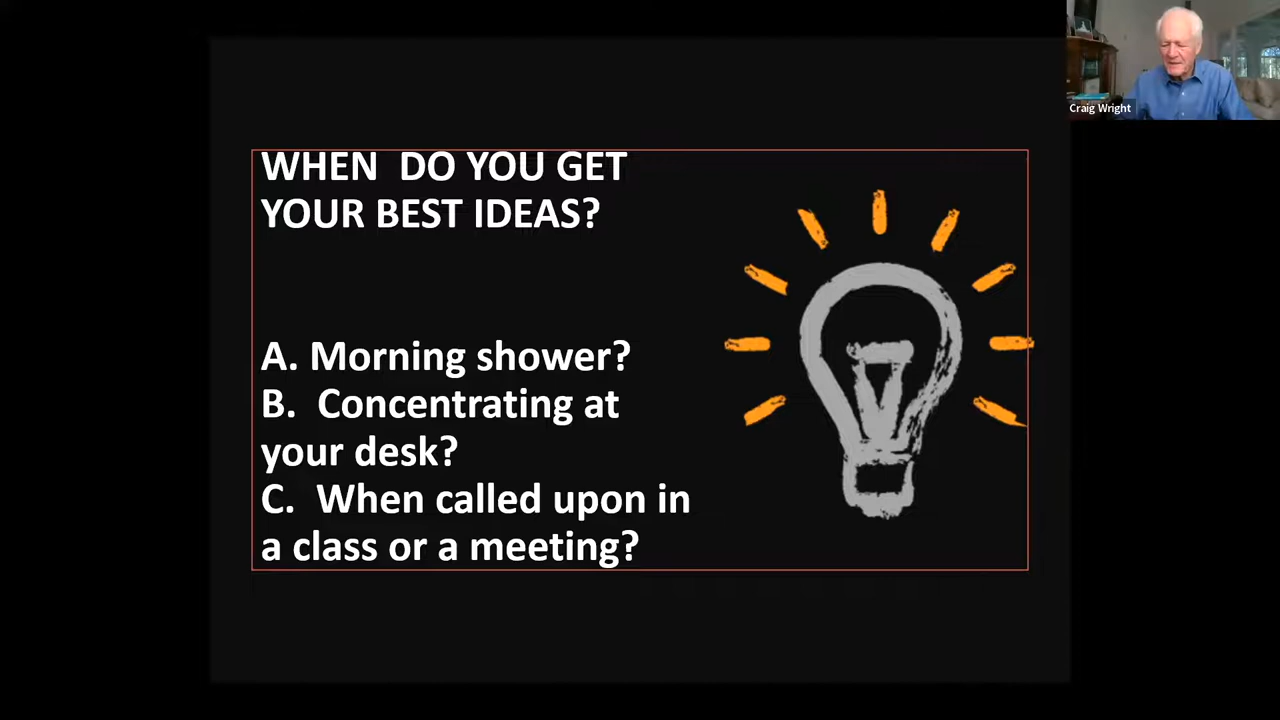 WHEN  DO YOU GET
YOUR BEST IDEAS?
A. Morning shower?
B.  Concentrating at
your desk?
C.  When called upon in
a class or a meeting?
Craig Wright